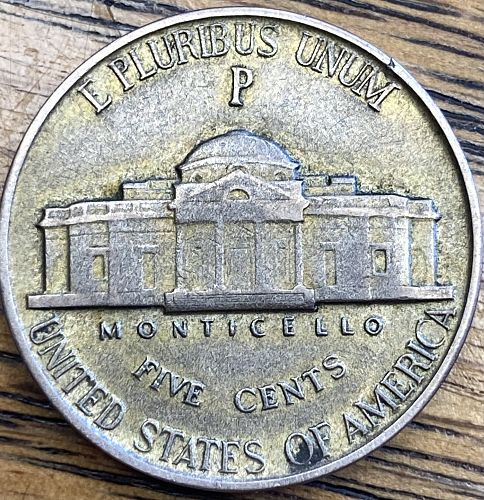 E PLURIBUS UNUM
P
MONTICELLO
FIVE CENTS
UNITED STATES OF AMERICA